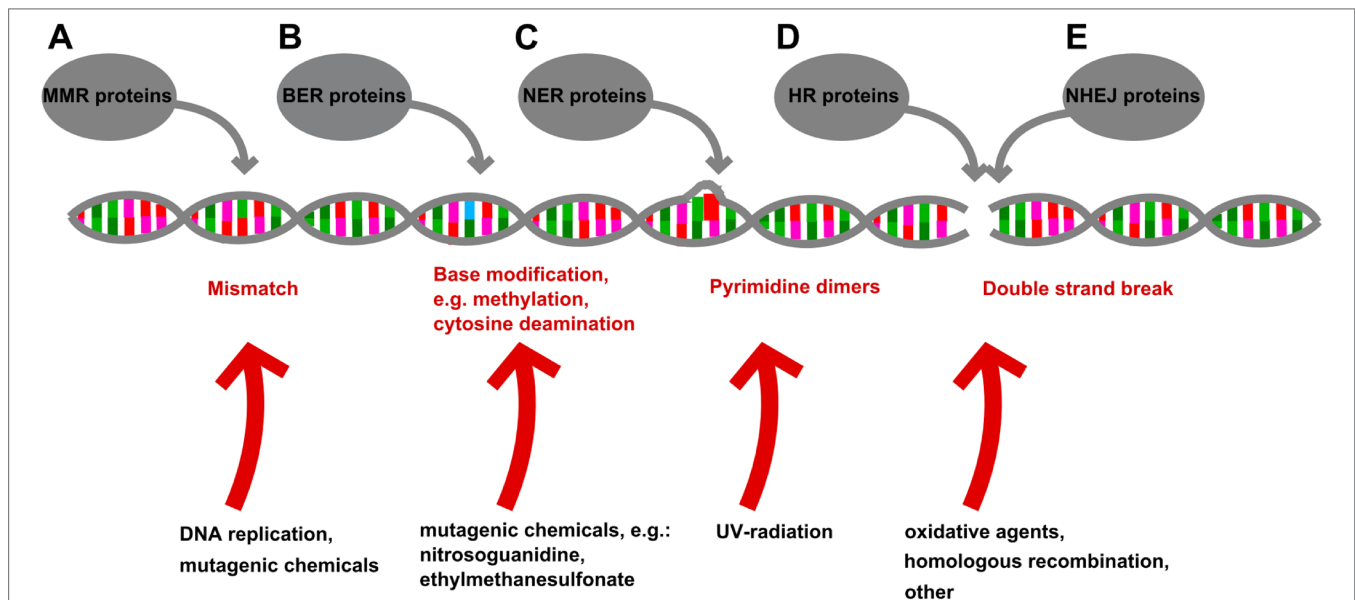 A
B
C
D
E
MMR proteins
BER proteins
NER proteins
HR proteins
NHEJ proteins
Mismatch
Base modification,
e.g. methylation,
cytosine deamination
Pyrimidine dimers
Double strand break
DNA replication,
mutagenic chemicals
mutagenic chemicals, e.g.:
nitrosoguanidine,
ethylmethanesulfonate
UV-radiation
oxidative agents,
homologous recombination,
other